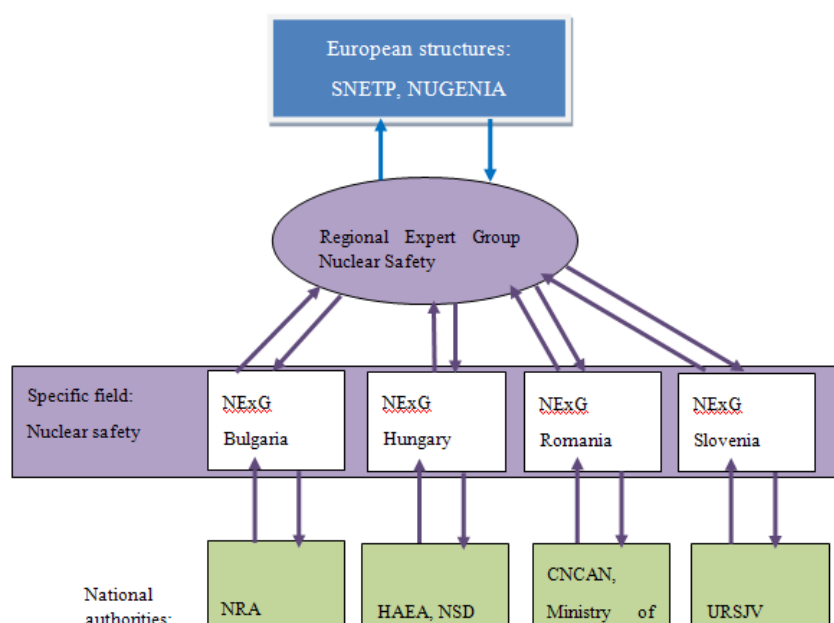 European structures:
SNETP, NUGENIA
Regional Expert Group
Nuclear Safety
Specific field:
Nuclear safety
NExG
Bulgaria
NExG
Hungary
NExG
Romania
NExG
Slovenia
National
authorities:
NRA
HAEA, NSD
CNCAN,
Ministry of
URSJV